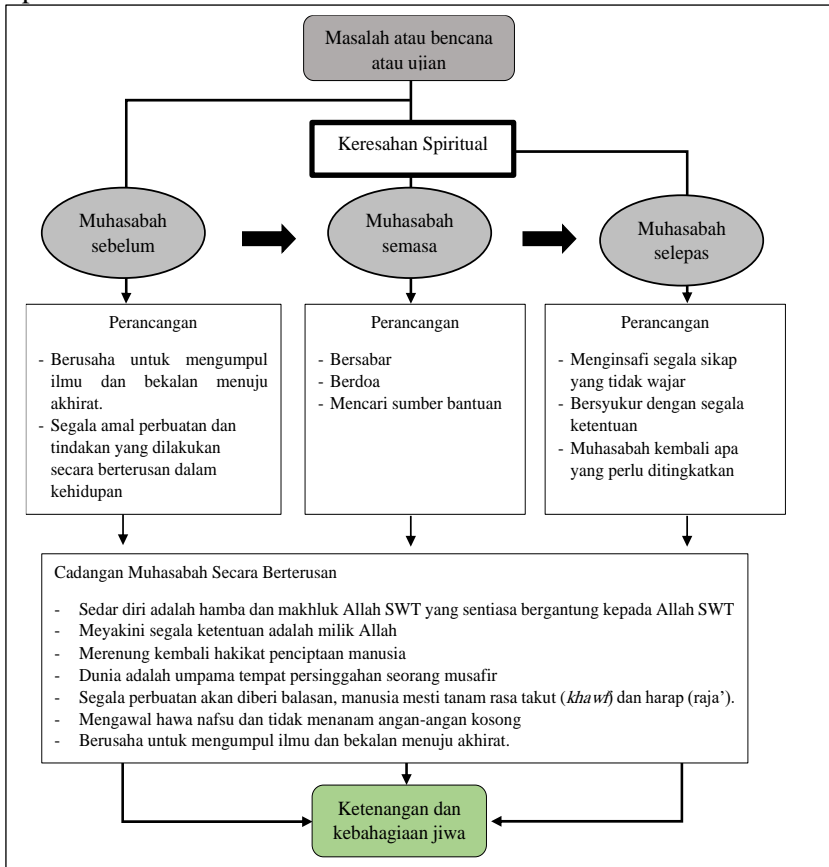 Masalah atau bencana
atau ujian
Keresahan Spiritual
Muhasabah
sebelum
Muhasabah
semasa
Muhasabah
selepas
Perancangan
- Berusaha untuk mengumpul
ilmu dan bekalan menuju
akhirat.
- Segala amal perbuatan dan
tindakan yang dilakukan
secara berterusan dalam
kehidupan
Perancangan
- Bersabar
- Berdoa
- Mencari sumber bantuan
Perancangan
- Menginsafi segala sikap
yang tidak wajar
- Bersyukur dengan segala
ketentuan
- Muhasabah kembali apa
yang perlu ditingkatkan
Cadangan Muhasabah Secara Berterusan
- Sedar diri adalah hamba dan makhluk Allah SWT yang sentiasa bergantung kepada Allah SWT
- Meyakini segala ketentuan adalah milik Allah
- Merenung kembali hakikat penciptaan manusia
- Dunia adalah umpama tempat persinggahan seorang musafir
- Segala perbuatan akan diberi balasan, manusia mesti tanam rasa takut (khawf) dan harap (raja’).
- Mengawal hawa nafsu dan tidak menanam angan-angan kosong
- Berusaha untuk mengumpul ilmu dan bekalan menuju akhirat.
Ketenangan dan
kebahagiaan jiwa